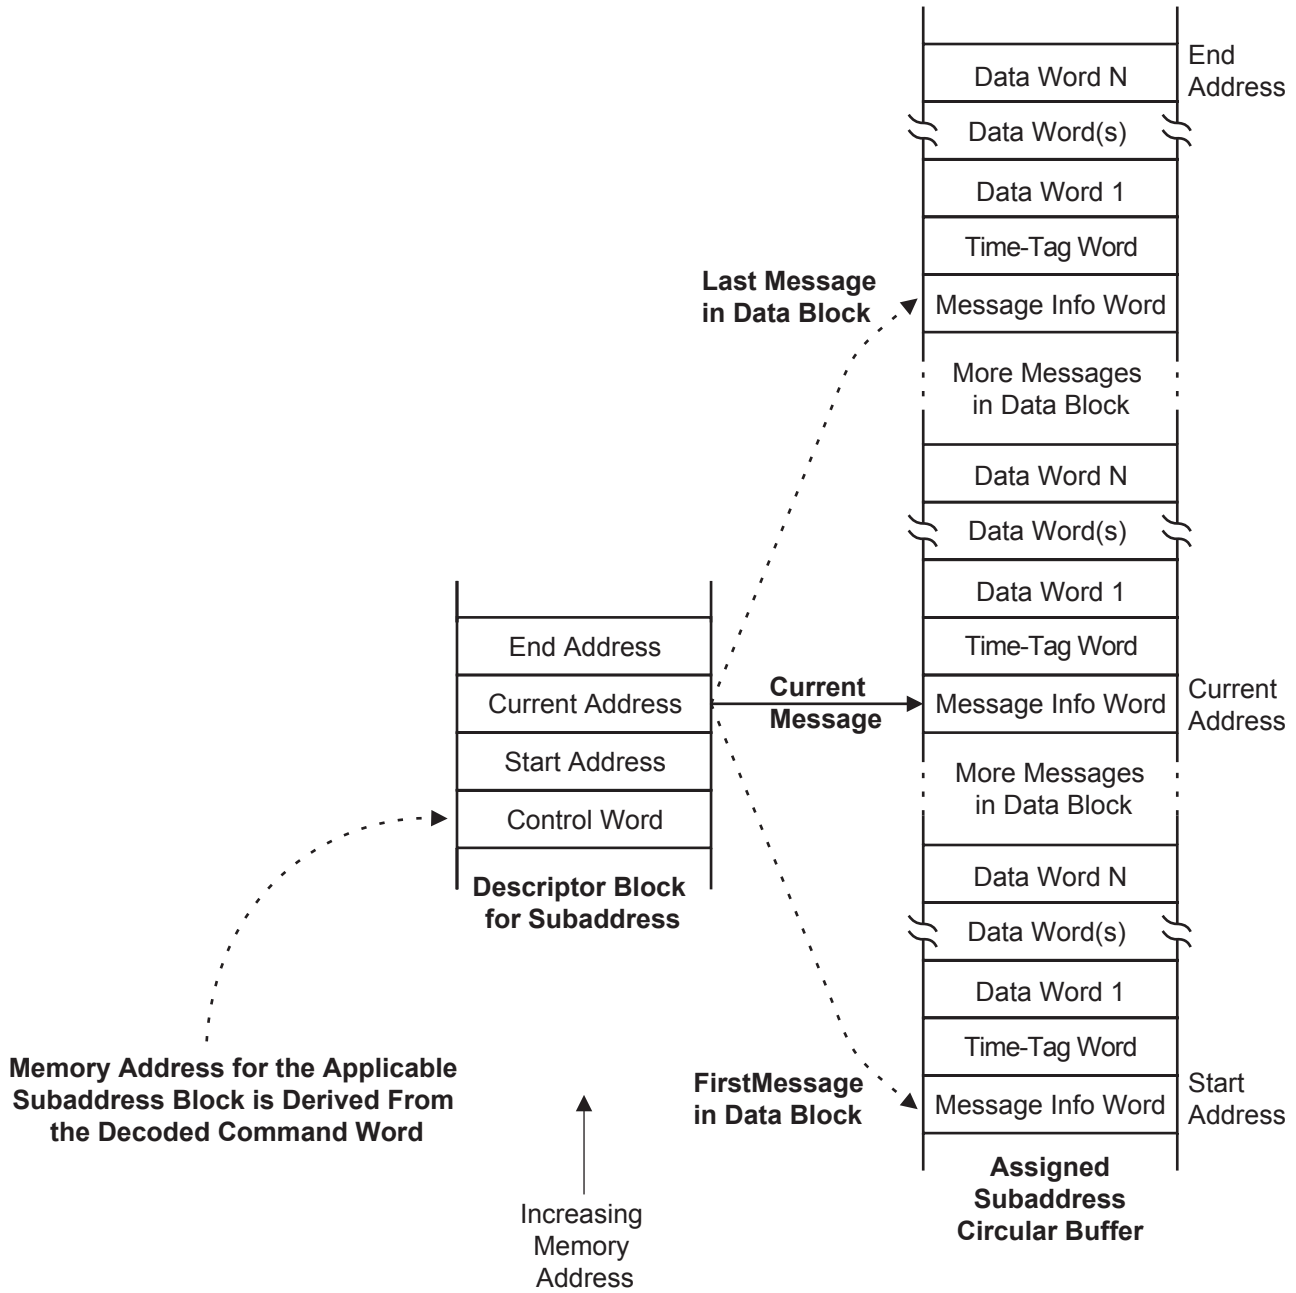 Data Word N
End
Address
Data Word(s)
Data Word 1
Time-Tag Word
Last Message
in Data Block
Message Info Word
More Messages
in Data Block
Data Word N
Data Word(s)
Data Word 1
End Address
Time-Tag Word
Current Address
Current
Message
Message Info Word
Current
Address
Start Address
More Messages
in Data Block
Control Word
Data Word N
Descriptor Block
for Subaddress
Data Word(s)
Data Word 1
Time-Tag Word
Memory Address for the Applicable
Subaddress Block is Derived From
the Decoded Command Word
FirstMessage
in Data Block
Message Info Word
Start
Address
Assigned
Subaddress
Circular Buffer
Increasing
Memory
Address